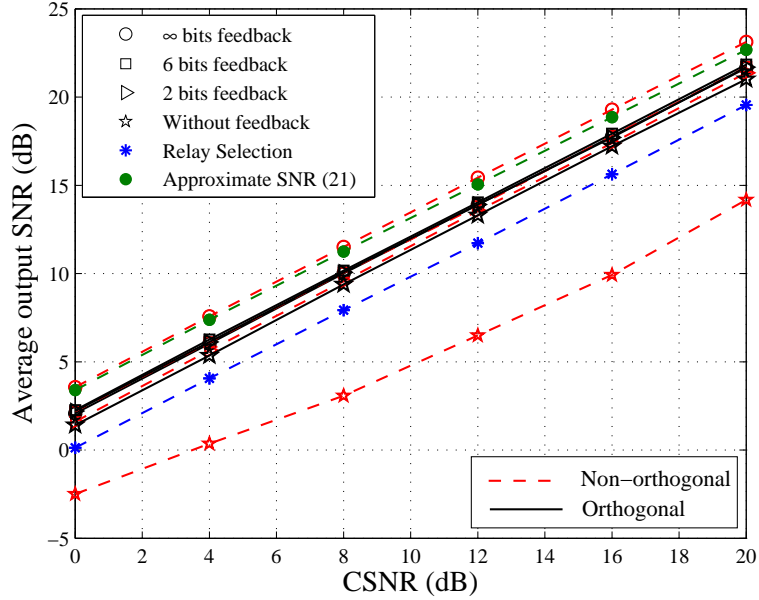 25
20
15
10
5
0
−5
Average output SNR (dB)
∞ bits feedback
6 bits feedback
2 bits feedback
Without feedback
Relay Selection
Approximate SNR (21)
Non−orthogonal
Orthogonal
0 2 4 6 8 10 12 14 16 18 20
CSNR (dB)